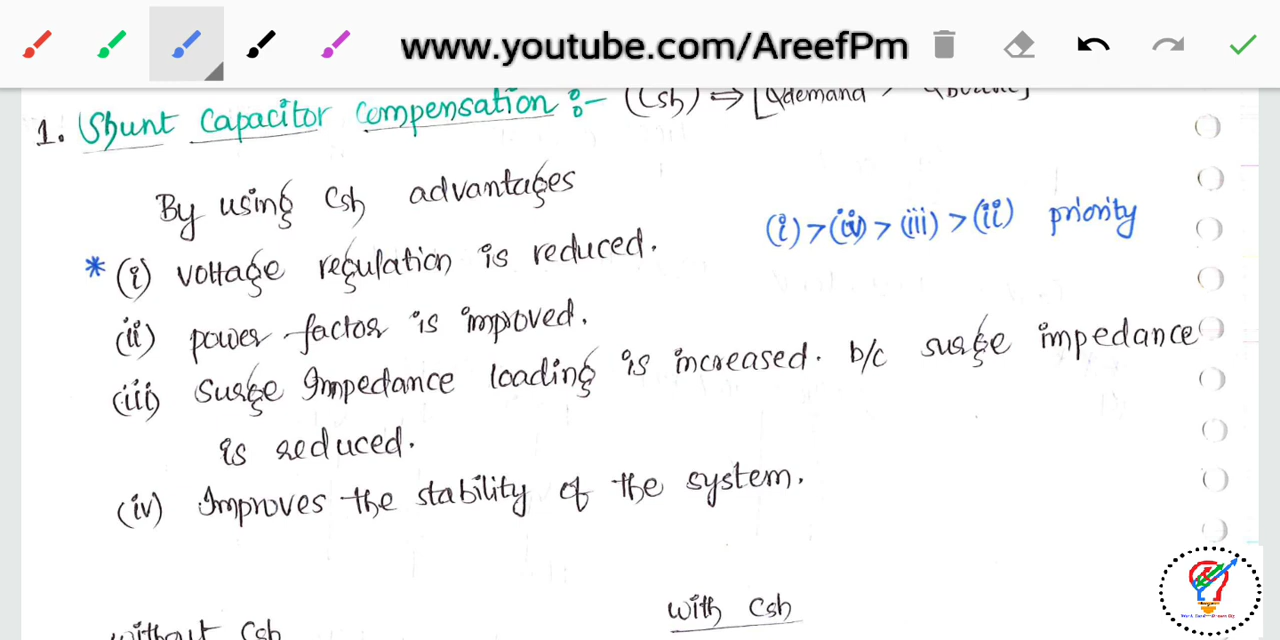 www.youtube.com/AreefPm
1. Shunt Capacitor Compensation :- (Csh) ⇒ [Qdemand >
By using Csh advantages
(i) > (iv) > (iii) > (ii) priority
* (i) voltage regulation is reduced.
(ii) power factor is improved.
(iii) Surge Impedance loading is increased. b/c surge impedance
is reduced.
(iv) Improves the stability of the system.
with Csh
without Csh